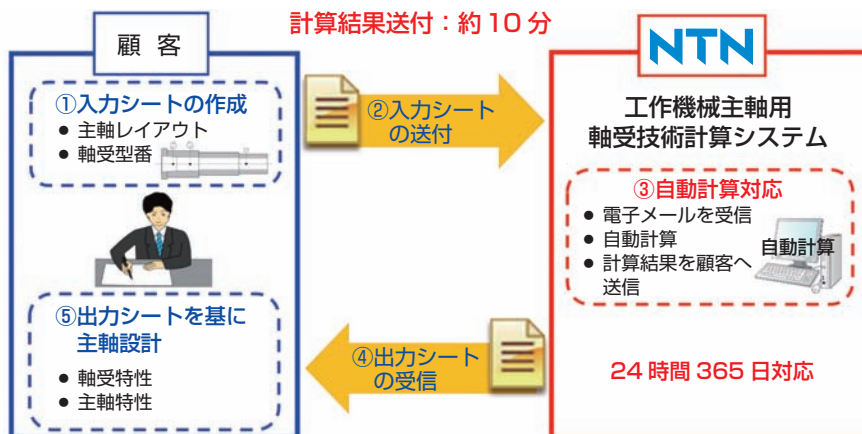 計算結果送付：約10分
顧 客
①入力シートの作成
● 主軸レイアウト
● 軸受型番
②入力シート
の送付
NTN
工作機械主軸用
軸受技術計算システム
③自動計算対応
● 電子メールを受信
● 自動計算
● 計算結果を顧客へ
送信
自動計算
④出力シート
の受信
⑤出力シートを基に
主軸設計
● 軸受特性
● 主軸特性
24時間365日対応